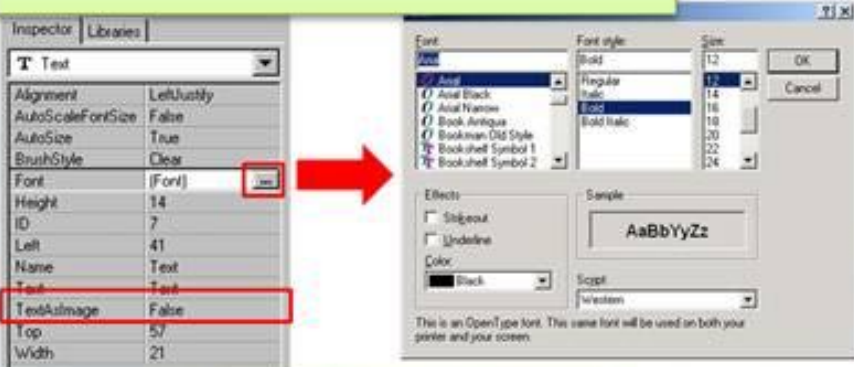 Inspector Libraries
T Text
Alignment LeftJustify
AutoScaleFontSize False
AutoSize True
BrushStyle Clear
Font (Font) ...
Height 14
ID 7
Left 41
Name Text
Text Text
TextAsImage False
Top 57
Width 21
Font:
Arial
Arial
Arial Black
Arial Narrow
Book Antiqua
Bookman Old Style
Bookshelf Symbol 1
Bookshelf Symbol 2
Font style:
Bold
Regular
Italic
Bold
Bold Italic
Size:
12
12
14
16
18
20
22
24
OK
Cancel
Effects
Strikeout
Underline
Color:
Black
Sample
AaBbYyZz
Script:
Western
This is an OpenType font. This same font will be used on both your
printer and your screen.